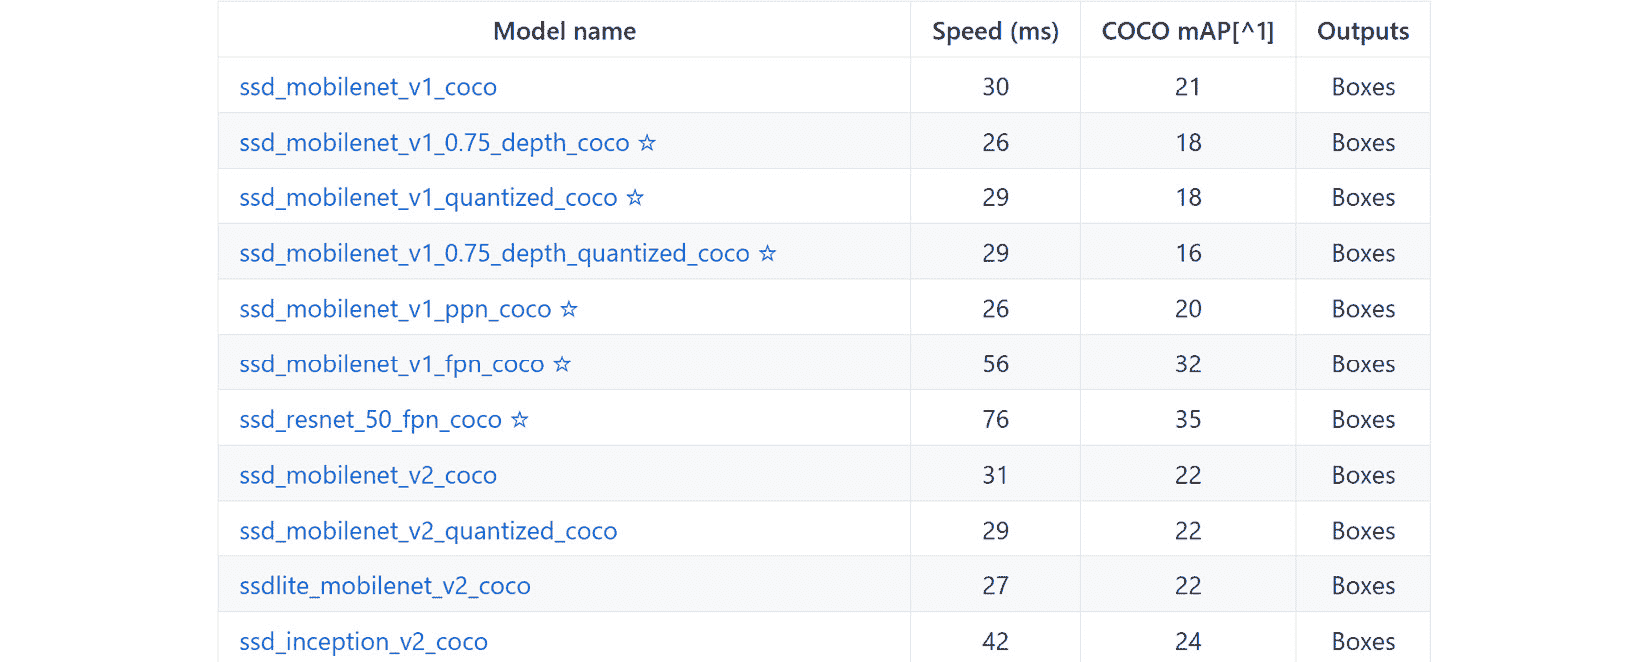 Model name Speed (ms) COCO mAP[^1] Outputs
ssd_mobilenet_v1_coco 30 21 Boxes
ssd_mobilenet_v1_0.75_depth_coco ☆ 26 18 Boxes
ssd_mobilenet_v1_quantized_coco ☆ 29 18 Boxes
ssd_mobilenet_v1_0.75_depth_quantized_coco ☆ 29 16 Boxes
ssd_mobilenet_v1_ppn_coco ☆ 26 20 Boxes
ssd_mobilenet_v1_fpn_coco ☆ 56 32 Boxes
ssd_resnet_50_fpn_coco ☆ 76 35 Boxes
ssd_mobilenet_v2_coco 31 22 Boxes
ssd_mobilenet_v2_quantized_coco 29 22 Boxes
ssdlite_mobilenet_v2_coco 27 22 Boxes
ssd_inception_v2_coco 42 24 Boxes